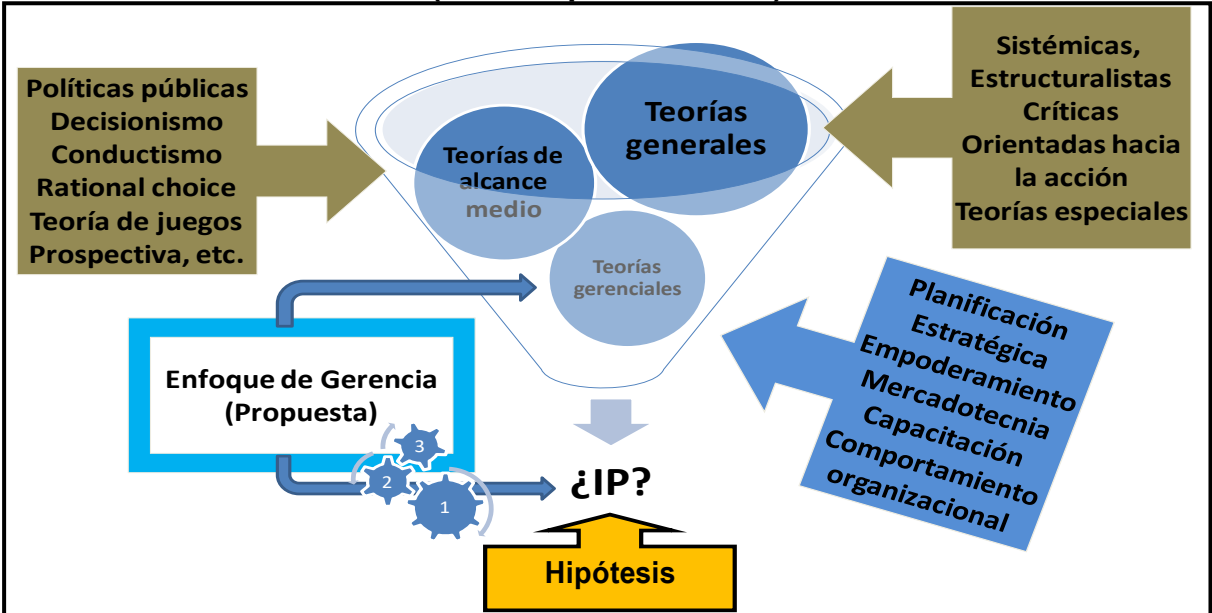 Políticas públicas
Decisionismo
Conductismo
Rational choice
Teoría de juegos
Prospectiva, etc.
Teorías de
alcance
medio
Teorías
generales
Teorías
gerenciales
Sistémicas,
Estructuralistas
Críticas
Orientadas hacia
la acción
Teorías especiales
Enfoque de Gerencia
(Propuesta)
3
2
1
¿IP?
Hipótesis
Planificación
Estratégica
Empoderamiento
Mercadotecnia
Capacitación
Comportamiento
organizacional